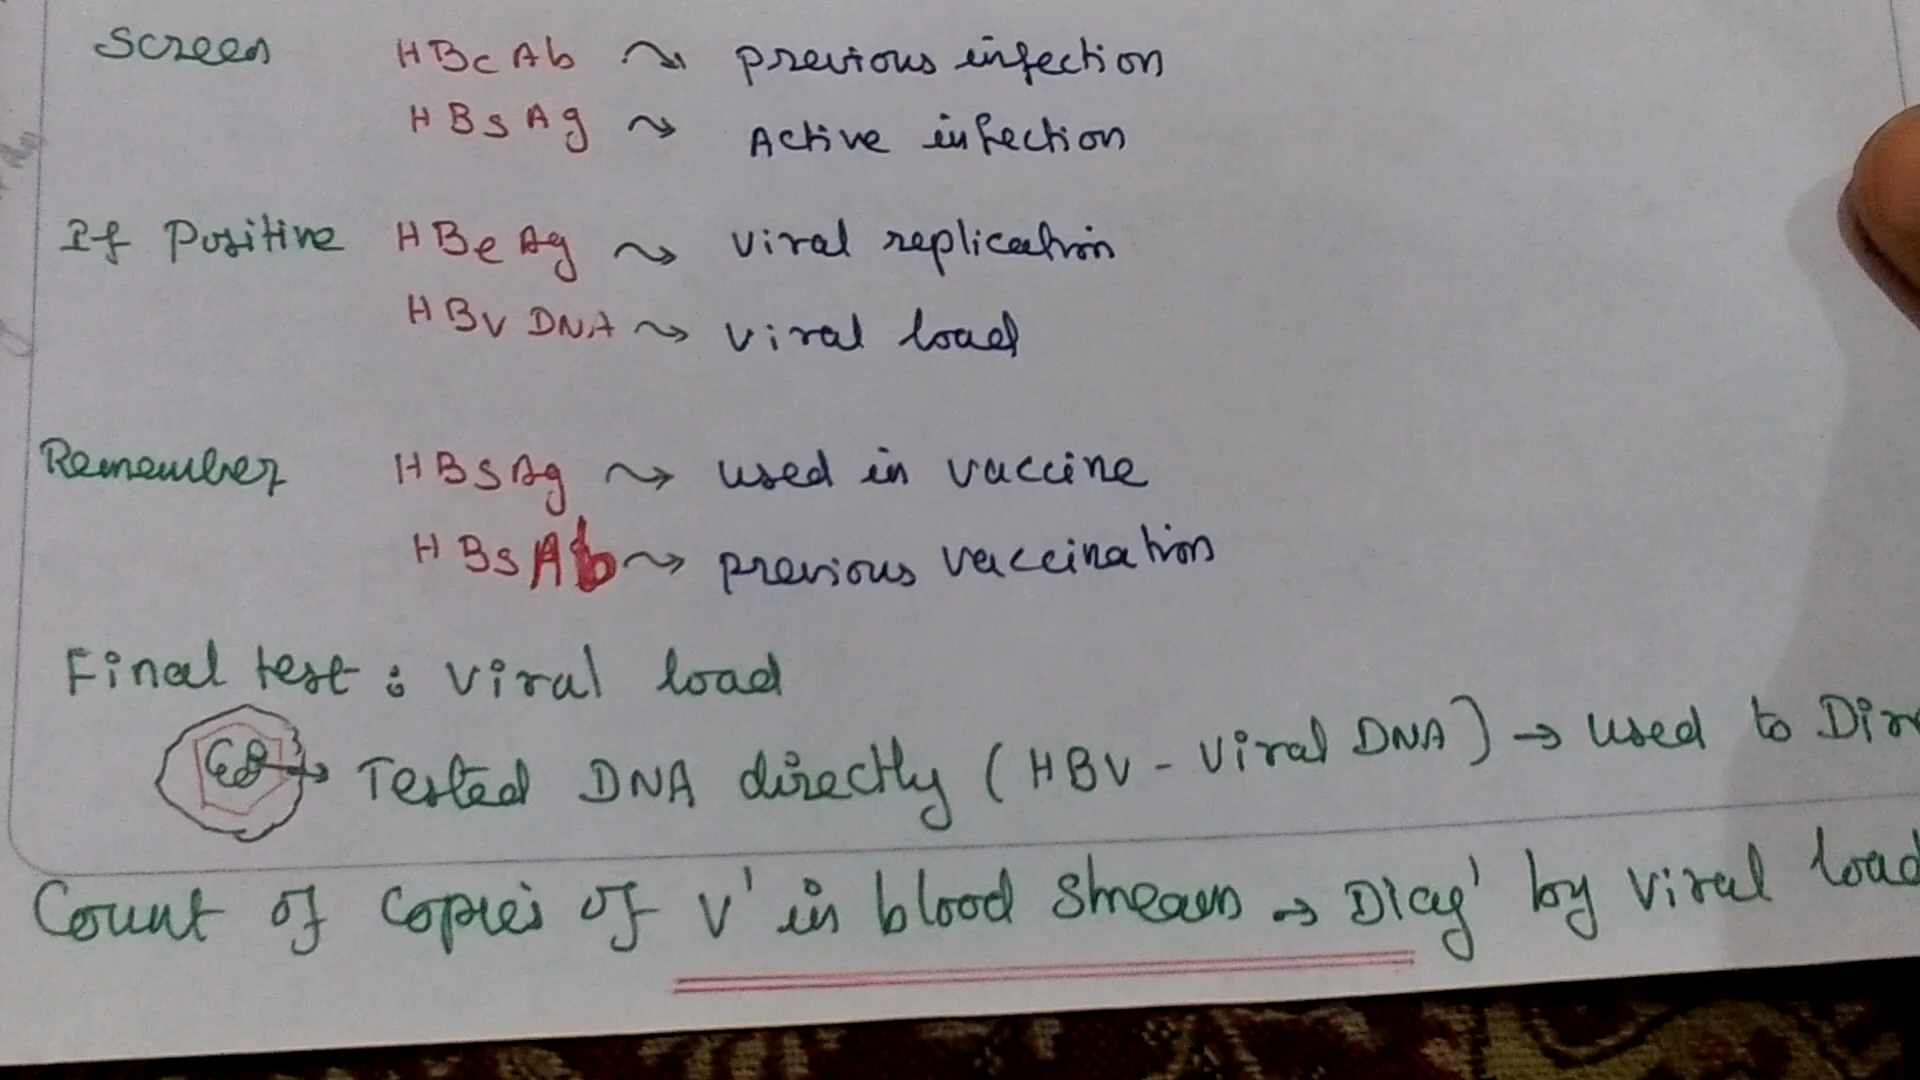 Screen HBcAb ⤳ previous infection
HBsAg ⤳ Active infection
If Positive HBeAg ⤳ Viral replication
HBV DNA ⤳ Viral load
Remember HBsAg ⤳ used in vaccine
HBsAb ⤳ previous vaccination
Final test : Viral load
→ Tested DNA directly (HBV - Viral DNA) → used to
Count of Copies of V' in blood stream → Diag' by Viral load